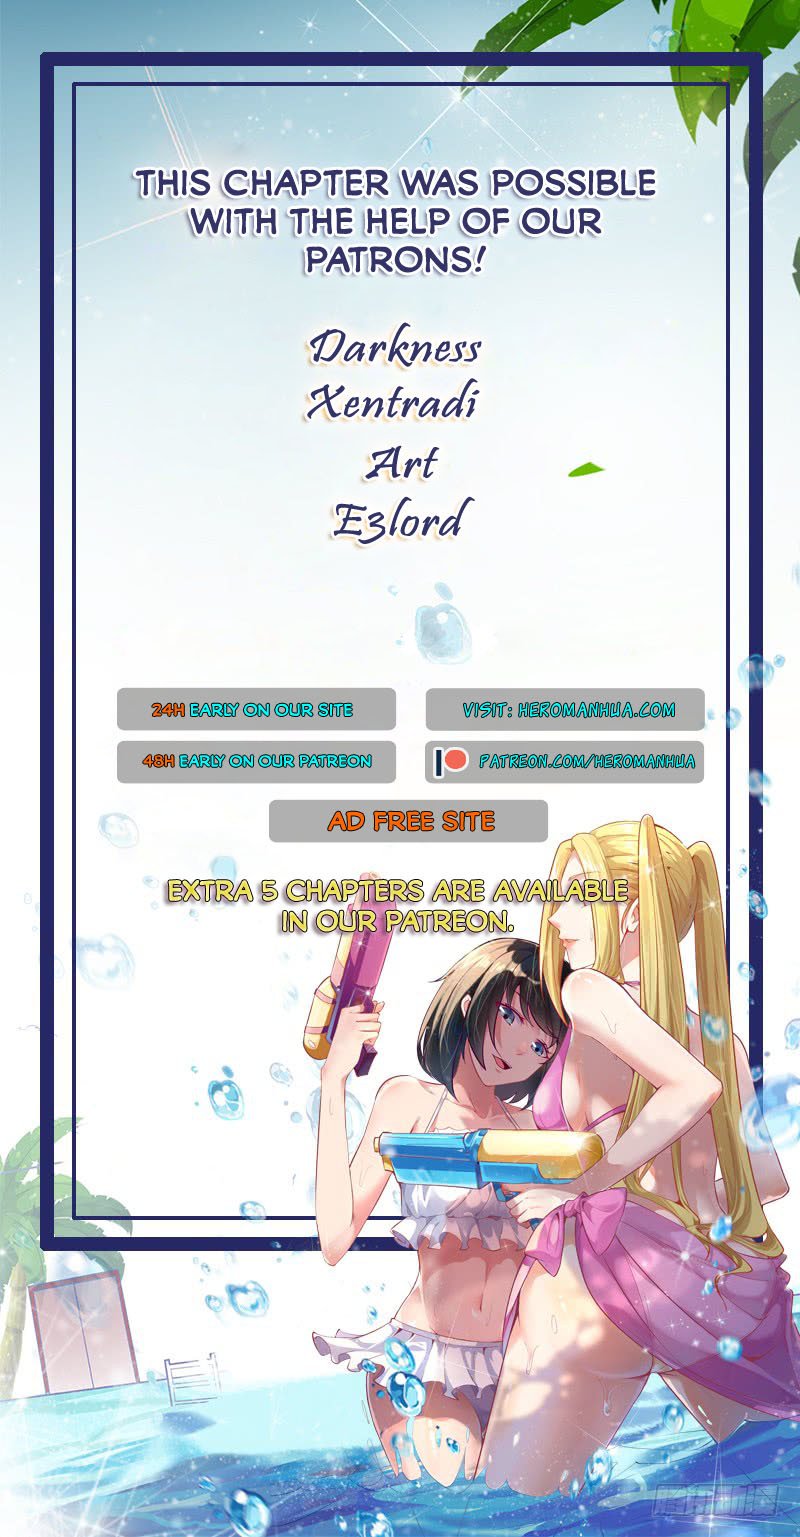 THIS CHAPTER WAS POSSIBLE
WITH THE HELP OF OUR
PATRONS!
Darkness
Xentradi
Art
E3lord
24H EARLY ON OUR SITE
VISIT: HEROMANHUA.COM
48H EARLY ON OUR PATREON
PATREON.COM/HEROMANHUA
AD FREE SITE
EXTRA 5 CHAPTERS ARE AVAILABLE
IN OUR PATREON.